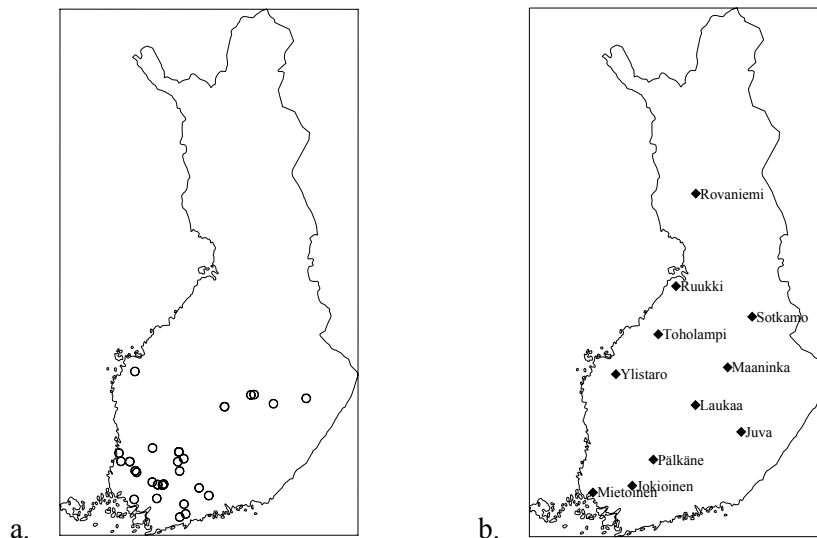 Rovaniemi
Ruukki
Sotkamo
Toholampi
Maaninka
Ylistaro
Laukaa
Juva
Pälkäne
Jokioinen
Mietoinen
a.
b.